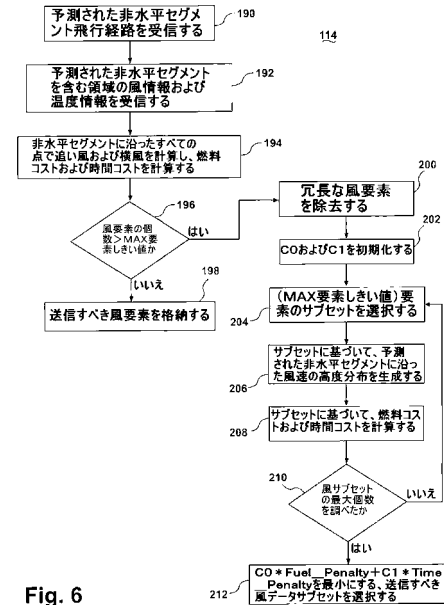 予測された非水平セグメ
ント飛行経路を受信する
190
114
予測された非水平セグメント
を含む領域の風情報および
温度情報を受信する
192
非水平セグメントに沿ったすべての
点で追い風および横風を計算し、燃料
コストおよび時間コストを計算する
194
196
風要素の個
数>MAX要
素しきい値か
はい
いいえ
198
送信すべき風要素を格納する
200
冗長な風要素
を除去する
202
C0およびC1を初期化する
204
(MAX要素しきい値)要
素のサブセットを選択する
サブセットに基づいて、予測
された非水平セグメントに沿っ
た風速の高度分布を生成する
206
サブセットに基づいて、燃料コス
トおよび時間コストを計算する
208
210
風サブセット
の最大個数
を調べたか
いいえ
はい
212
C0*Fuel_Penalty+C1*Time
_Penaltyを最小にする、送信すべき
風データサブセットを選択する
Fig. 6